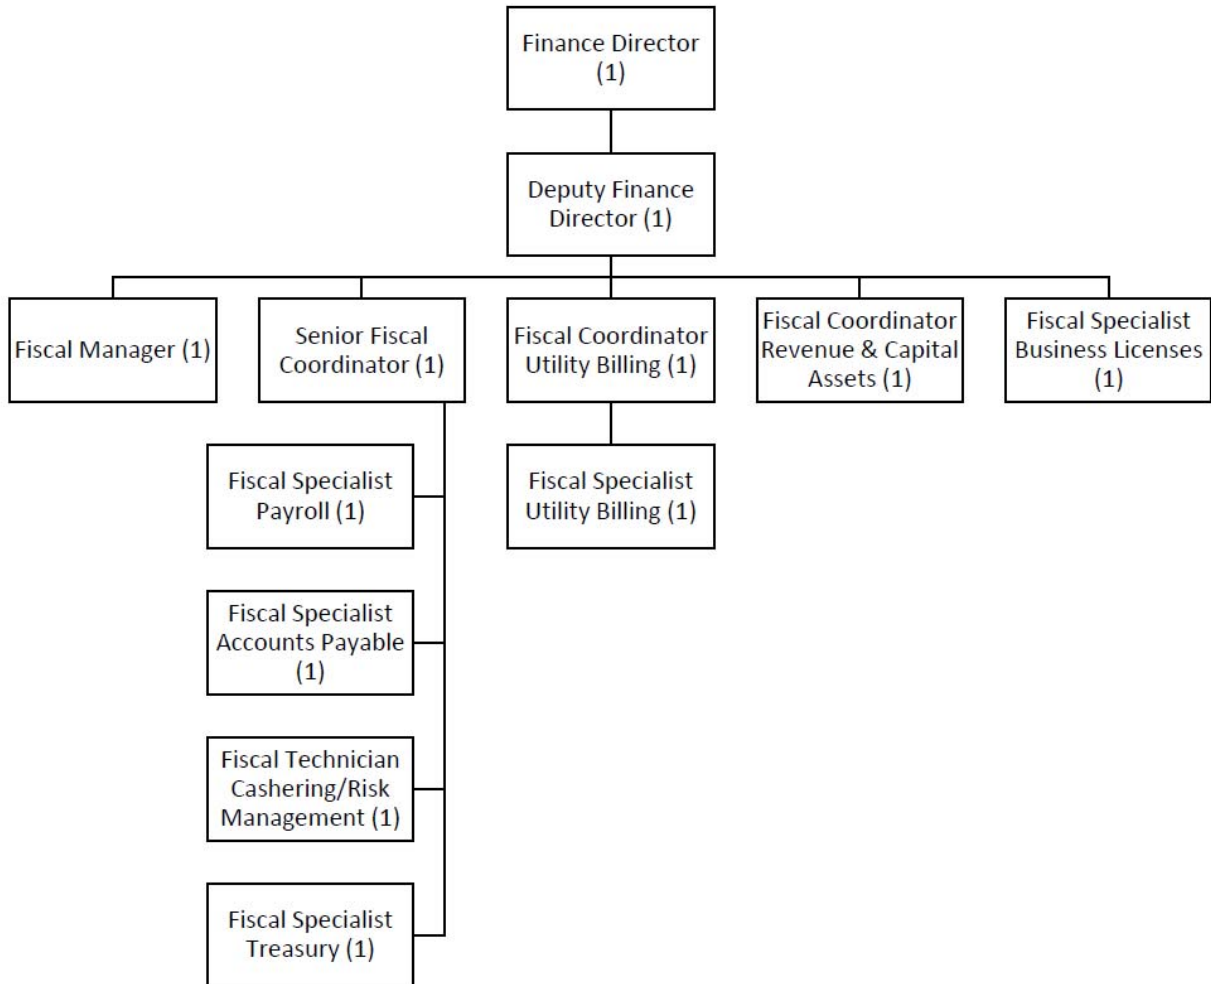 Finance Director
(1)
Deputy Finance
Director (1)
Fiscal Manager (1)
Senior Fiscal
Coordinator (1)
Fiscal Coordinator
Utility Billing (1)
Fiscal Coordinator
Revenue & Capital
Assets (1)
Fiscal Specialist
Business Licenses
(1)
Fiscal Specialist
Payroll (1)
Fiscal Specialist
Utility Billing (1)
Fiscal Specialist
Accounts Payable
(1)
Fiscal Technician
Cashering/Risk
Management (1)
Fiscal Specialist
Treasury (1)